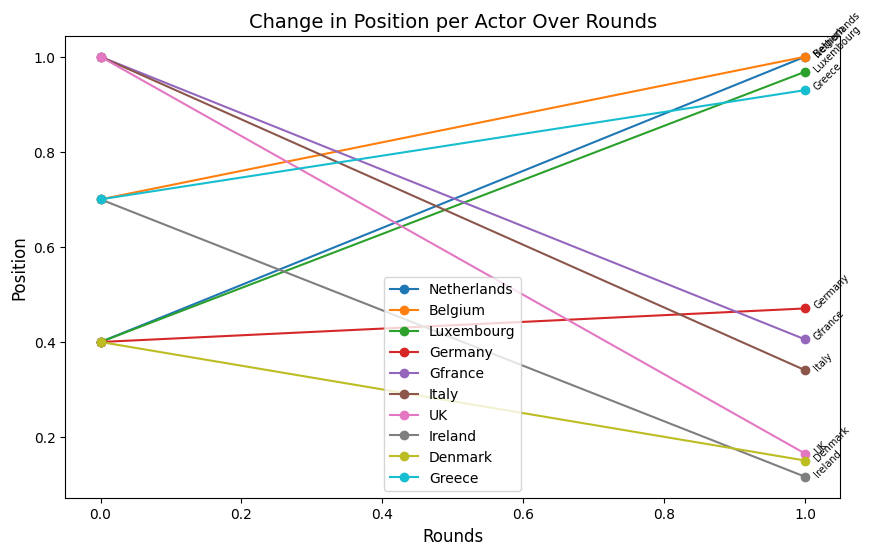 Change in Position per Actor Over Rounds
Position
1.0
0.8
0.6
0.4
0.2
0.0
0.2
0.4
0.6
0.8
1.0
Rounds
Netherlands
Belgium
Luxembourg
Germany
Gfrance
Italy
UK
Ireland
Denmark
Greece
Netherlands
Belgium
Luxembourg
Greece
Germany
Gfrance
Italy
UK
Denmark
Ireland